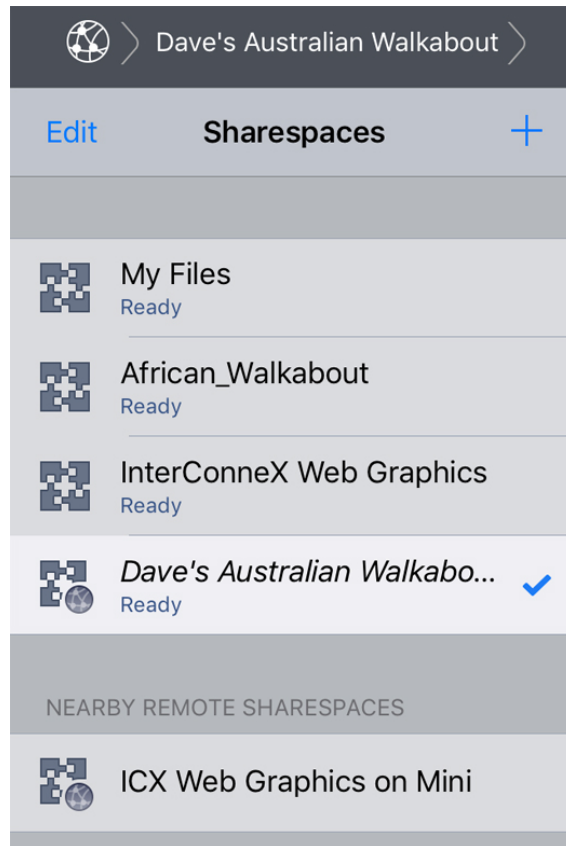 Dave's Australian Walkabout
Edit Sharespaces +
My Files
Ready
African_Walkabout
Ready
InterConneX Web Graphics
Ready
Dave's Australian Walkabo...
Ready
NEARBY REMOTE SHARESPACES
ICX Web Graphics on Mini